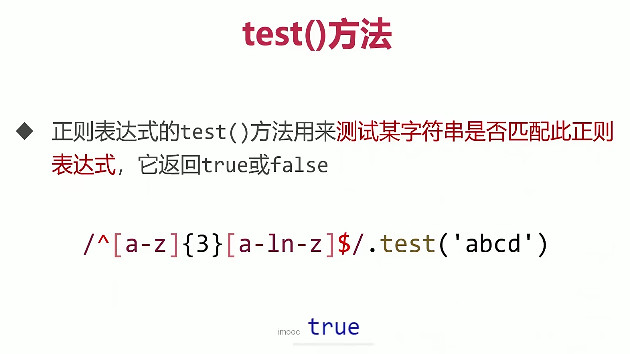 test()方法
◆ 正则表达式的test()方法用来测试某字符串是否匹配此正则
表达式，它返回true或false
/^[a-z]{3}[a-ln-z]$/.test('abcd')
imooc true